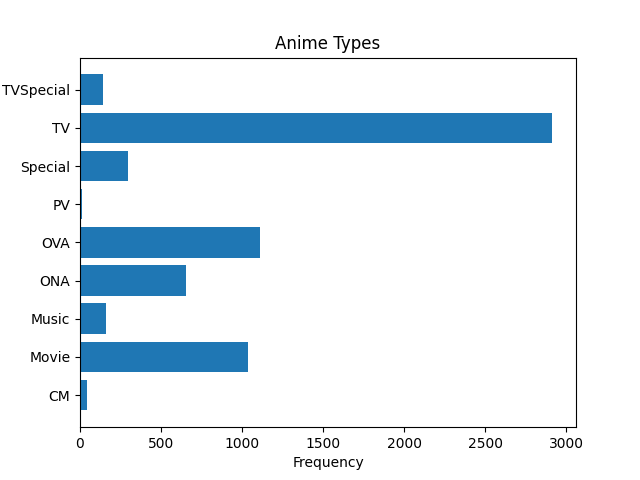 Anime Types
TVSpecial
TV
Special
PV
OVA
ONA
Music
Movie
CM
0 500 1000 1500 2000 2500 3000
Frequency